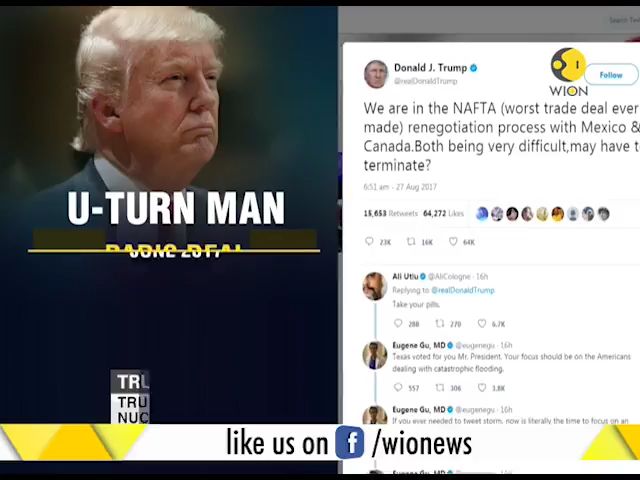 U-TURN MAN
TRU
TRU
NUC
Search Twi
Donald J. Trump
@realDonaldTrump
WION
Follow
We are in the NAFTA (worst trade deal ever
made) renegotiation process with Mexico &
Canada.Both being very difficult,may have to
terminate?
6:51 am - 27 Aug 2017
15,653 Retweets 64,272 Likes
23K 16K 64K
Ali Utlu @AliCologne · 16h
Replying to @realDonaldTrump
Take your pills.
288 270 6.7K
Eugene Gu, MD @eugenegu · 16h
Texas voted for you Mr. President. Your focus should be on the Americans
dealing with catastrophic flooding.
557 306 3.8K
Eugene Gu, MD @eugenegu · 16h
If you ever needed to tweet storm, now is literally the time to focus on an
like us on f /wionews